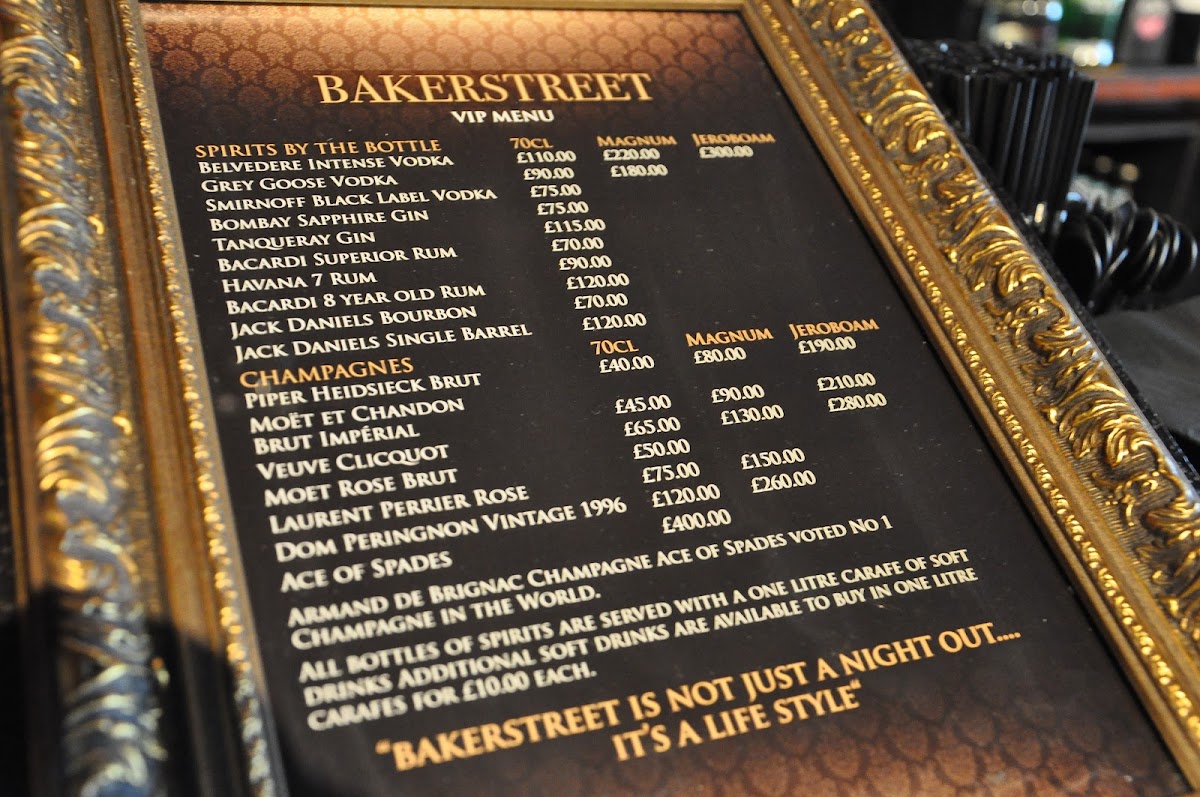 BAKERSTREET
VIP MENU
SPIRITS BY THE BOTTLE 70CL MAGNUM JEROBOAM
BELVEDERE INTENSE VODKA £110.00 £220.00 £300.00
GREY GOOSE VODKA £90.00 £180.00
SMIRNOFF BLACK LABEL VODKA £75.00
BOMBAY SAPPHIRE GIN £75.00
TANQUERAY GIN £115.00
BACARDI SUPERIOR RUM £70.00
HAVANA 7 RUM £90.00
BACARDI 8 YEAR OLD RUM £120.00
JACK DANIELS BOURBON £70.00
JACK DANIELS SINGLE BARREL £120.00
CHAMPAGNES 70CL MAGNUM JEROBOAM
PIPER HEIDSIECK BRUT £40.00 £80.00 £190.00
MOËT ET CHANDON
BRUT IMPÉRIAL £45.00 £90.00 £210.00
VEUVE CLICQUOT £65.00 £130.00 £280.00
MOET ROSE BRUT £50.00
LAURENT PERRIER ROSE £75.00 £150.00
DOM PERINGNON VINTAGE 1996 £120.00 £260.00
ACE OF SPADES £400.00
ARMAND DE BRIGNAC CHAMPAGNE ACE OF SPADES VOTED NO 1
CHAMPAGNE IN THE WORLD.
ALL BOTTLES OF SPIRITS ARE SERVED WITH A ONE LITRE CARAFE OF SOFT
DRINKS ADDITIONAL SOFT DRINKS ARE AVAILABLE TO BUY IN ONE LITRE
CARAFES FOR £10.00 EACH.
"BAKERSTREET IS NOT JUST A NIGHT OUT....
IT'S A LIFE STYLE"